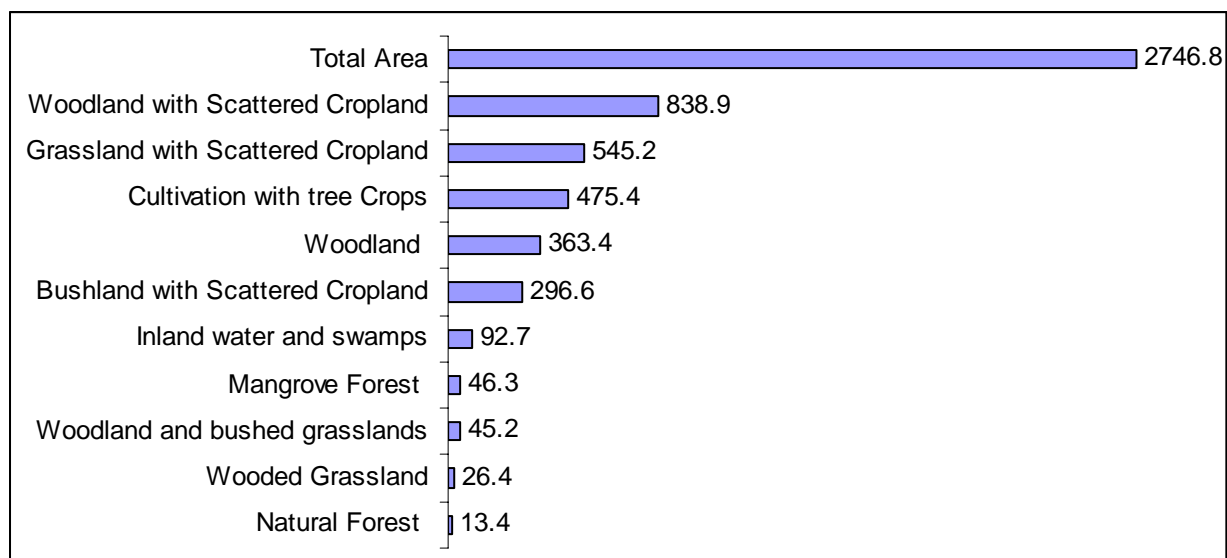 Total Area 2746.8
Woodland with Scattered Cropland 838.9
Grassland with Scattered Cropland 545.2
Cultivation with tree Crops 475.4
Woodland 363.4
Bushland with Scattered Cropland 296.6
Inland water and swamps 92.7
Mangrove Forest 46.3
Woodland and bushed grasslands 45.2
Wooded Grassland 26.4
Natural Forest 13.4